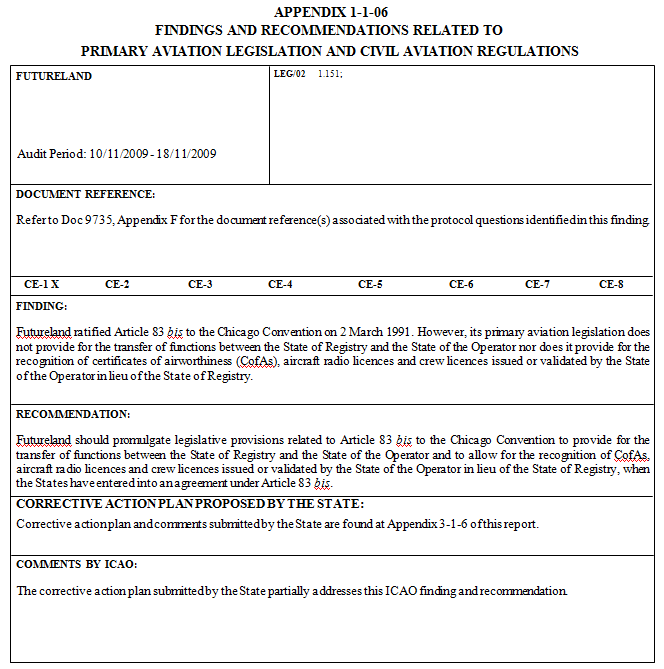 APPENDIX 1-1-06
FINDINGS AND RECOMMENDATIONS RELATED TO
PRIMARY AVIATION LEGISLATION AND CIVIL AVIATION REGULATIONS
FUTURELAND
LEG/02 1.151;
Audit Period: 10/11/2009 - 18/11/2009
DOCUMENT REFERENCE:
Refer to Doc 9735, Appendix F for the document reference(s) associated with the protocol questions identified in this finding.
CE-1 X CE-2 CE-3 CE-4 CE-5 CE-6 CE-7 CE-8
FINDING:
Futureland ratified Article 83 bis to the Chicago Convention on 2 March 1991. However, its primary aviation legislation does
not provide for the transfer of functions between the State of Registry and the State of the Operator nor does it provide for the
recognition of certificates of airworthiness (CofAs), aircraft radio licences and crew licences issued or validated by the State
of the Operator in lieu of the State of Registry.
RECOMMENDATION:
Futureland should promulgate legislative provisions related to Article 83 bis to the Chicago Convention to provide for the
transfer of functions between the State of Registry and the State of the Operator and to allow for the recognition of CofAs,
aircraft radio licences and crew licences issued or validated by the State of the Operator in lieu of the State of Registry, when
the States have entered into an agreement under Article 83 bis.
CORRECTIVE ACTION PLAN PROPOSED BY THE STATE:
Corrective action plan and comments submitted by the State are found at Appendix 3-1-6 of this report.
COMMENTS BY ICAO:
The corrective action plan submitted by the State partially addresses this ICAO finding and recommendation.